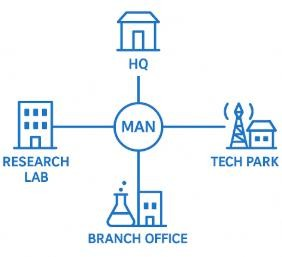 HQ
MAN
RESEARCH
LAB
TECH PARK
BRANCH OFFICE